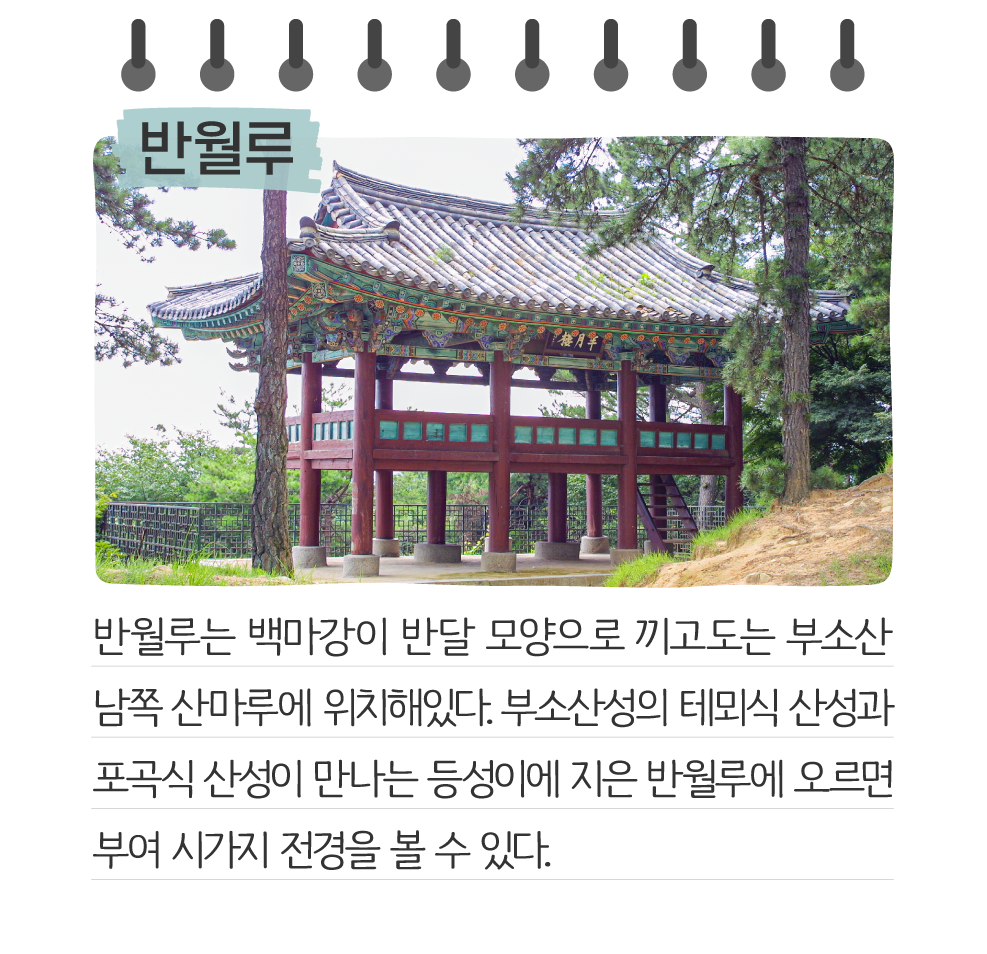 반월루
半月樓
반월루는 백마강이 반달 모양으로 끼고도는 부소산
남쪽 산마루에 위치해있다. 부소산성의 테뫼식 산성과
포곡식 산성이 만나는 등성이에 지은 반월루에 오르면
부여 시가지 전경을 볼 수 있다.